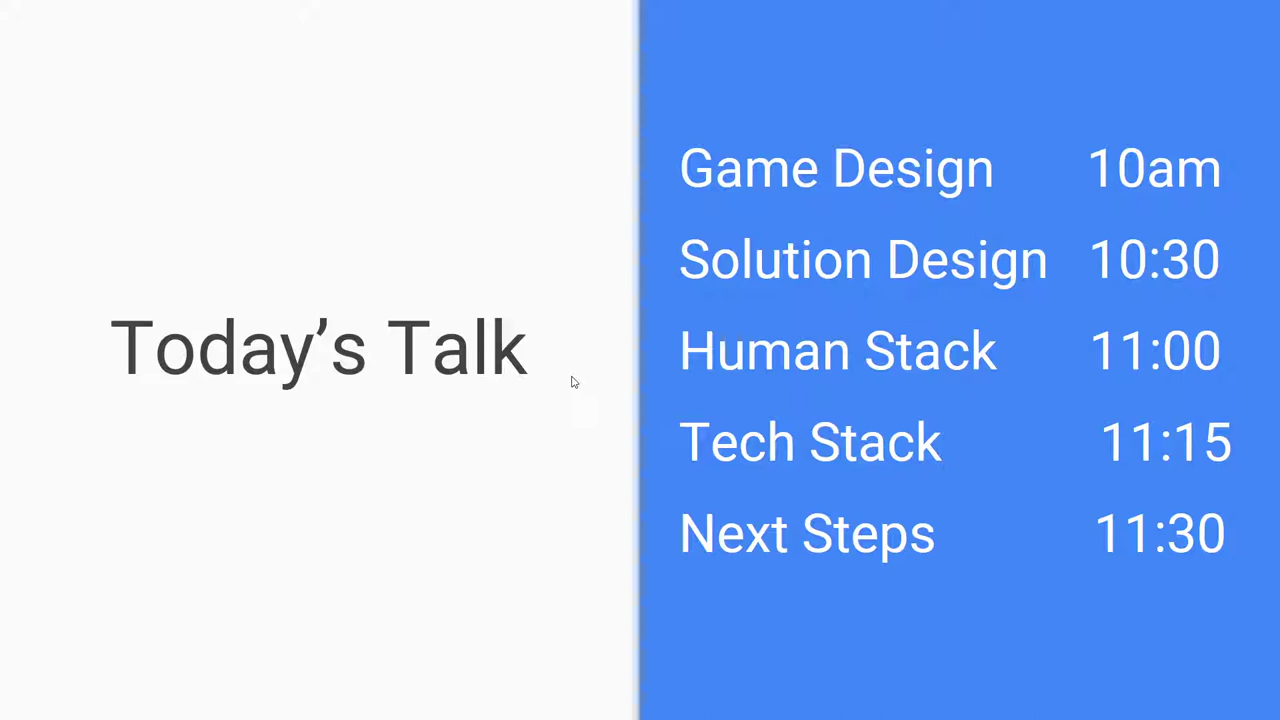 Today’s Talk
Game Design 10am
Solution Design 10:30
Human Stack 11:00
Tech Stack 11:15
Next Steps 11:30